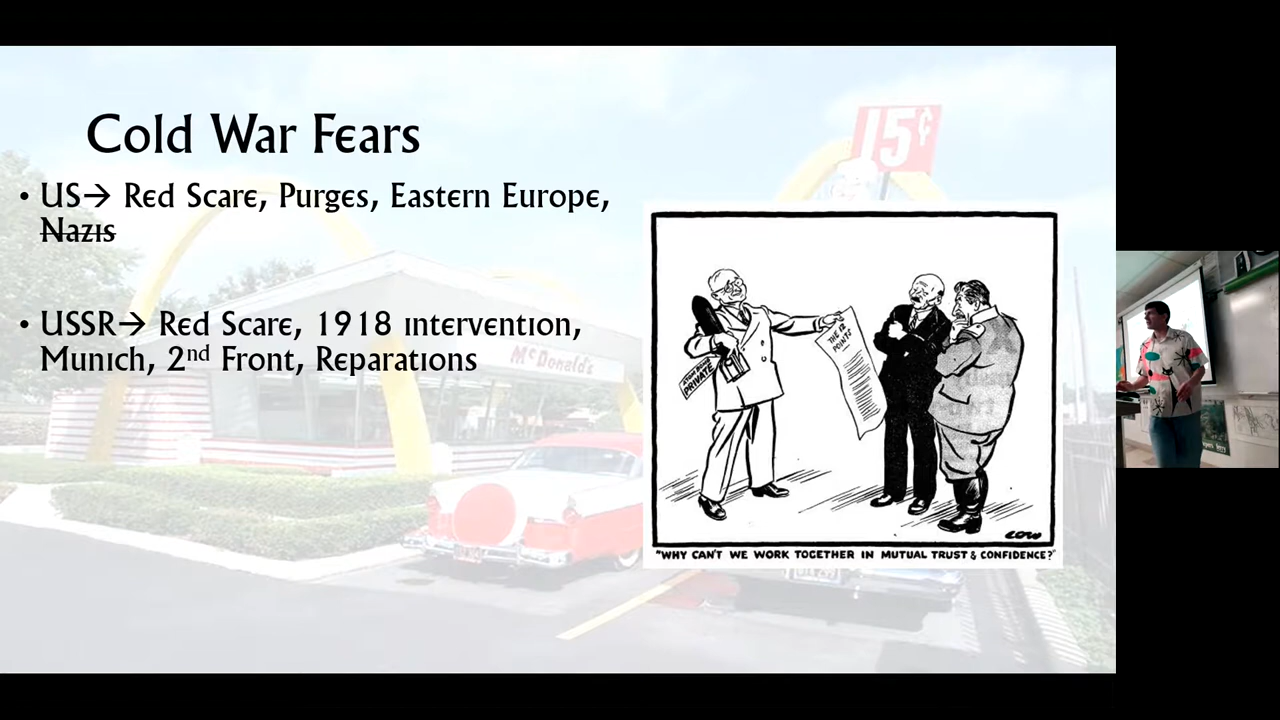 Cold War Fears
• US→ Red Scare, Purges, Eastern Europe,
Nazis
• USSR→ Red Scare, 1918 intervention,
Munich, 2nd Front, Reparations
15¢
McDonald's
THE 12
POINTS
PRIVATE
LOW
"WHY CAN'T WE WORK TOGETHER IN MUTUAL TRUST & CONFIDENCE?"